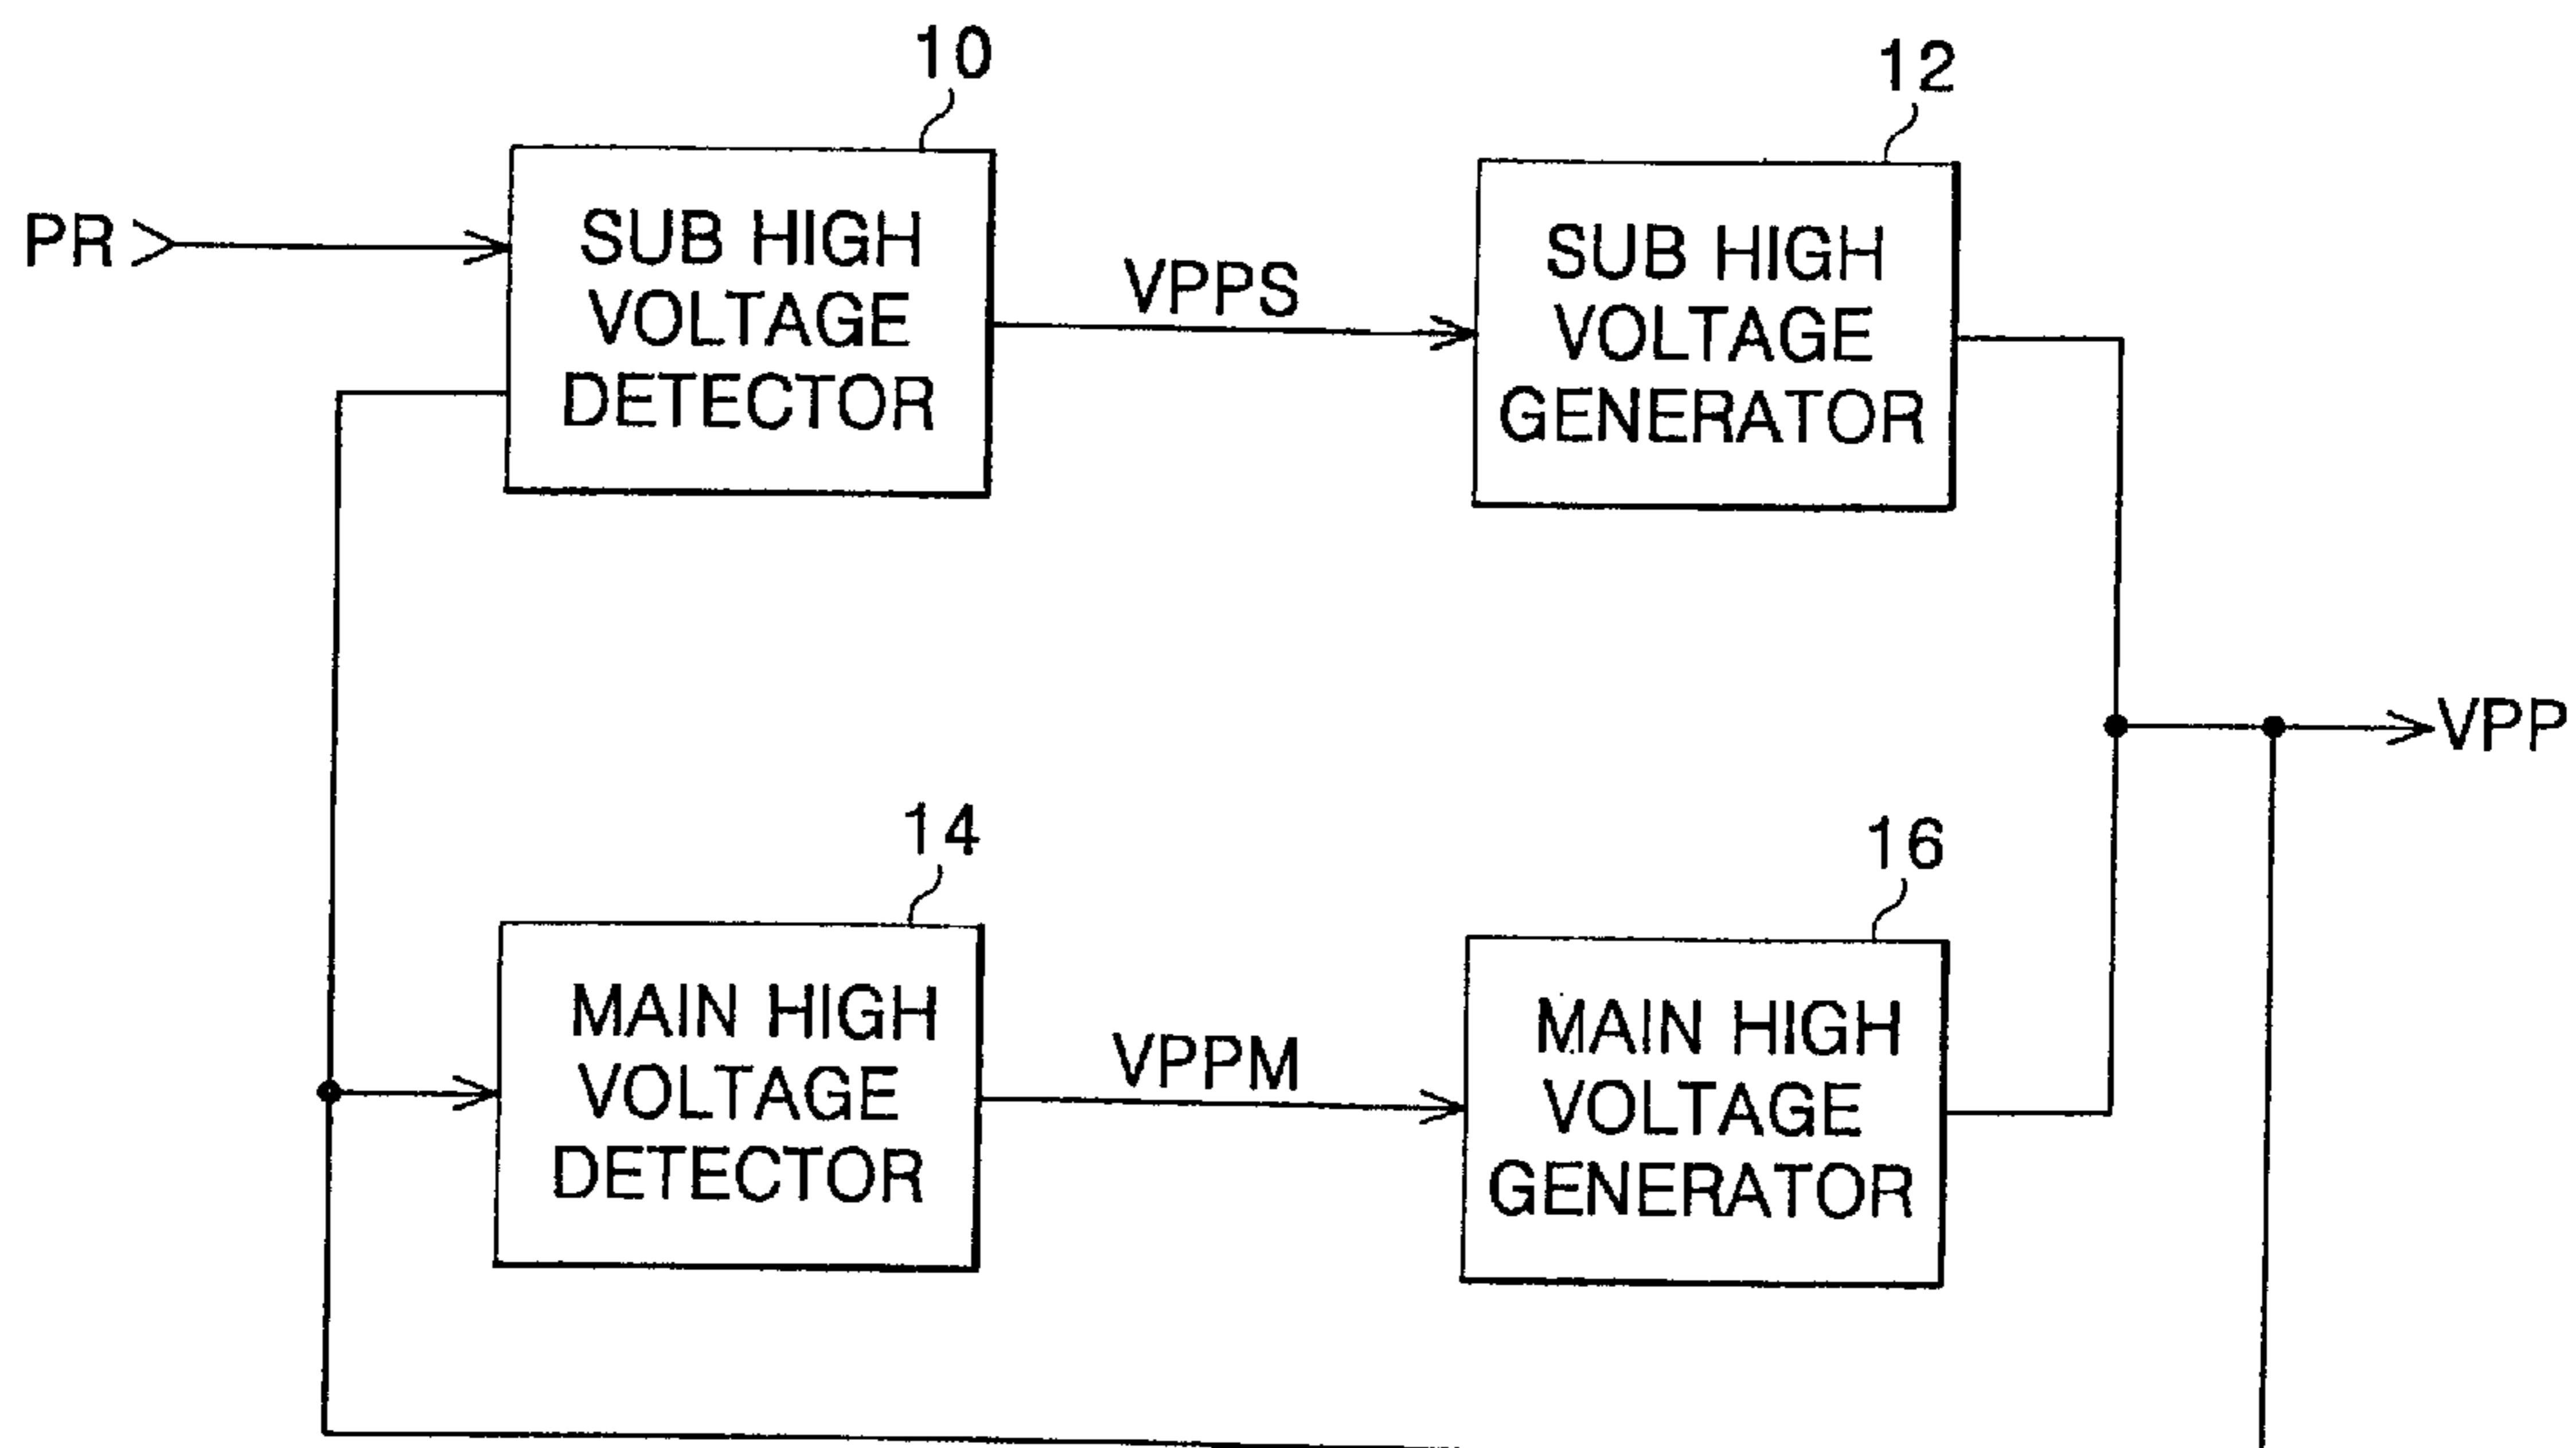 10
12
PR
SUB HIGH
VOLTAGE
DETECTOR
VPPS
SUB HIGH
VOLTAGE
GENERATOR
VPP
14
16
MAIN HIGH
VOLTAGE
DETECTOR
VPPM
MAIN HIGH
VOLTAGE
GENERATOR